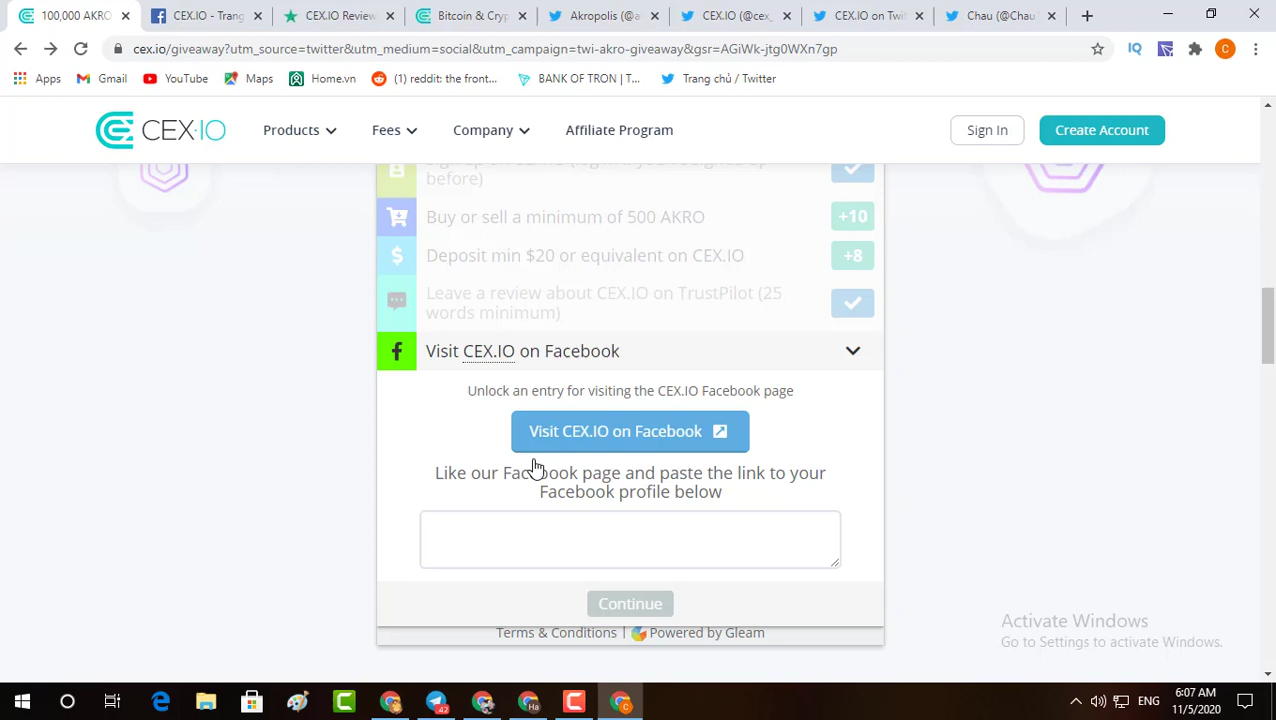 100,000 AKRO
CEX.IO - Trang
CEX.IO Review
Bitcoin & Cryp
Akropolis (@a
CEX.IO (@cex_
CEX.IO on Twit
Chau (@Chau
cex.io/giveaway?utm_source=twitter&utm_medium=social&utm_campaign=twi-akro-giveaway&gsr=AGiWk-jtg0WXn7gp
IQ
C
Apps
Gmail
YouTube
Maps
Home.vn
(1) reddit: the front...
BANK OF TRON | T...
Trang chủ / Twitter
CEX.IO
Products
Fees
Company
Affiliate Program
Sign In
Create Account
before)
Buy or sell a minimum of 500 AKRO
+10
Deposit min $20 or equivalent on CEX.IO
+8
Leave a review about CEX.IO on TrustPilot (25
words minimum)
Visit CEX.IO on Facebook
Unlock an entry for visiting the CEX.IO Facebook page
Visit CEX.IO on Facebook
Like our Facebook page and paste the link to your
Facebook profile below
Continue
Terms & Conditions | Powered by Gleam
Activate Windows
Go to Settings to activate Windows.
42
Ha
C
ENG
6:07 AM
11/5/2020